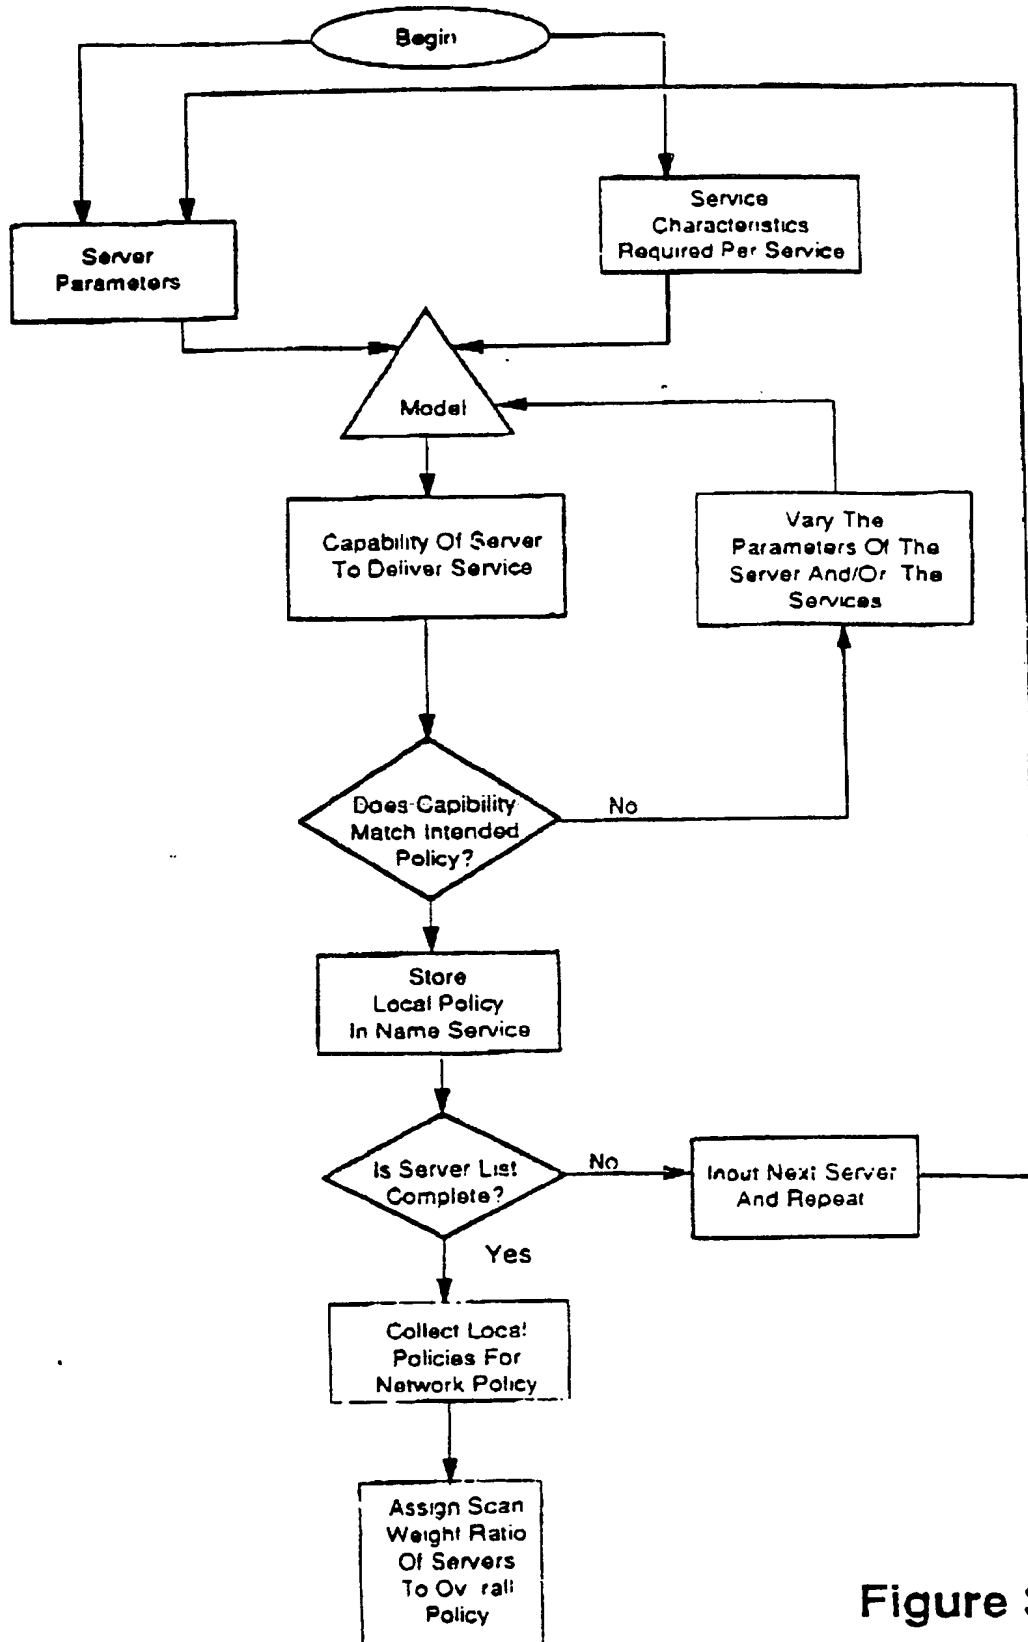 Begin
Server
Parameters
Service
Characteristics
Required Per Service
Model
Capability Of Server
To Deliver Service
Vary The
Parameters Of The
Server And/Or The
Services
Does Capibility
Match Intended
Policy?
No
Store
Local Policy
In Name Service
Is Server List
Complete?
No
Inout Next Server
And Repeat
Yes
Collect Local
Policies For
Network Policy
Assign Scan
Weight Ratio
Of Servers
To Ov rall
Policy
Figure